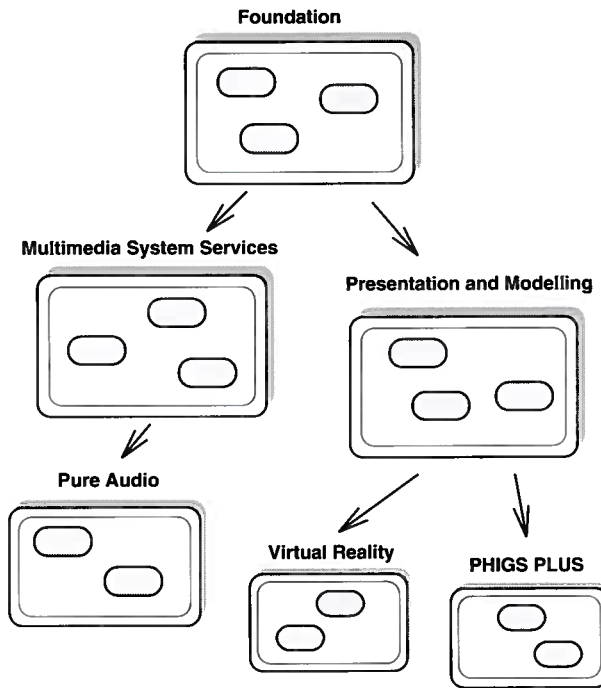 Foundation
Multimedia System Services
Presentation and Modelling
Pure Audio
Virtual Reality
PHIGS PLUS